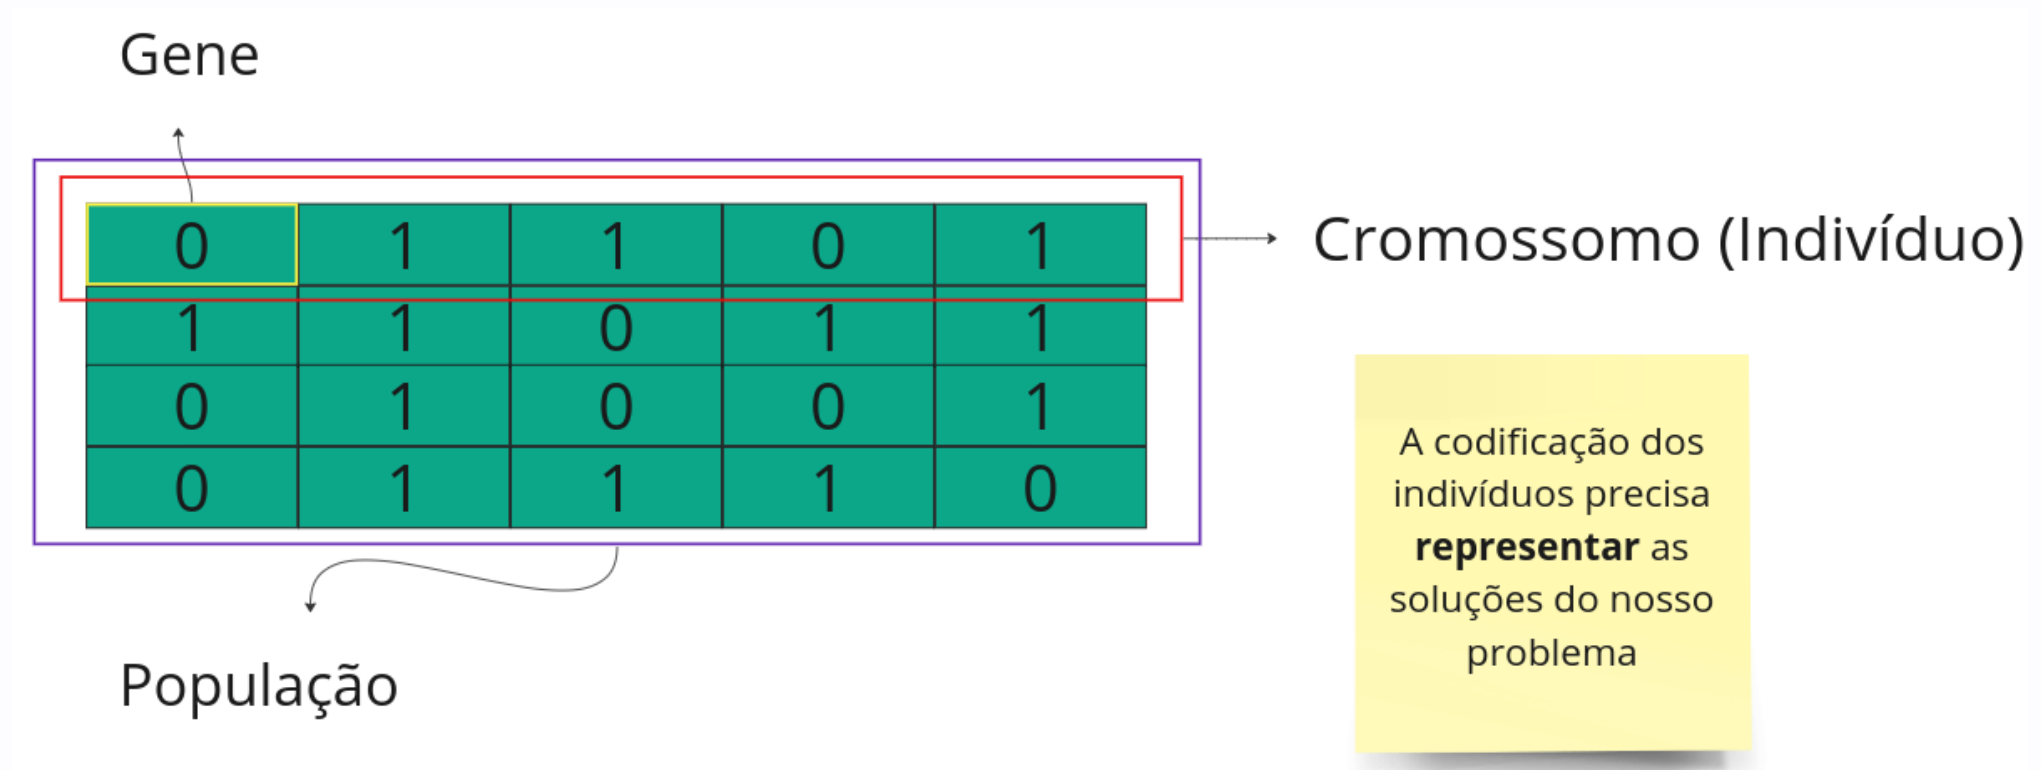 Gene
0 1 1 0 1
Cromossomo (Indivíduo)
1 1 0 1 1
0 1 0 0 1
0 1 1 1 0
População
A codificação dos
indivíduos precisa
representar as
soluções do nosso
problema